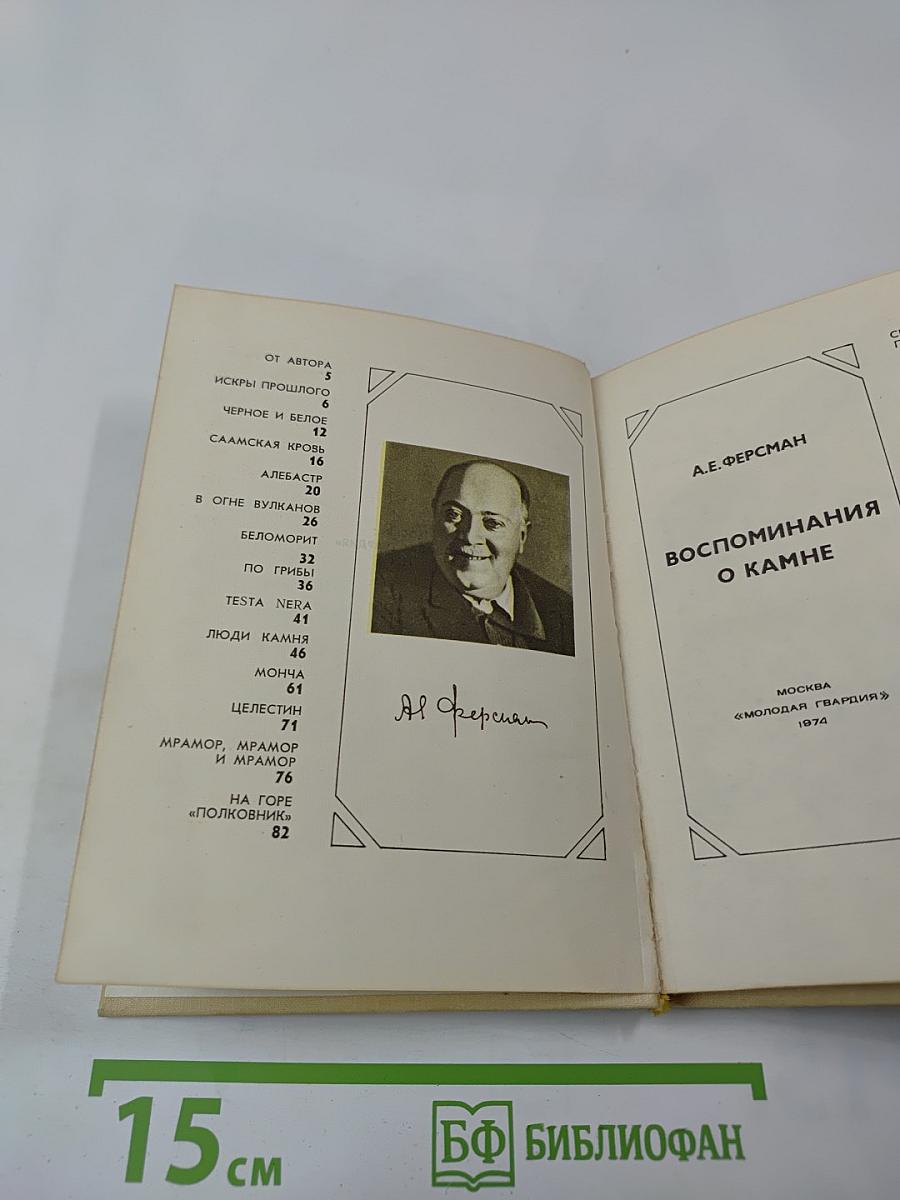 ОТ АВТОРА
5
ИСКРЫ ПРОШЛОГО
6
ЧЕРНОЕ И БЕЛОЕ
12
СААМСКАЯ КРОВЬ
16
АЛЕБАСТР
20
В ОГНЕ ВУЛКАНОВ
26
БЕЛОМОРИТ
32
ПО ГРИБЫ
36
TESTA NERA
41
ЛЮДИ КАМНЯ
46
МОНЧА
61
ЦЕЛЕСТИН
71
МРАМОР, МРАМОР
И МРАМОР
76
НА ГОРЕ
«ПОЛКОВНИК»
82
АЕ Ферсман
А.Е.ФЕРСМАН
ВОСПОМИНАНИЯ
О КАМНЕ
МОСКВА
«МОЛОДАЯ ГВАРДИЯ»
1974
15 см
БФ БИБЛИОФАН